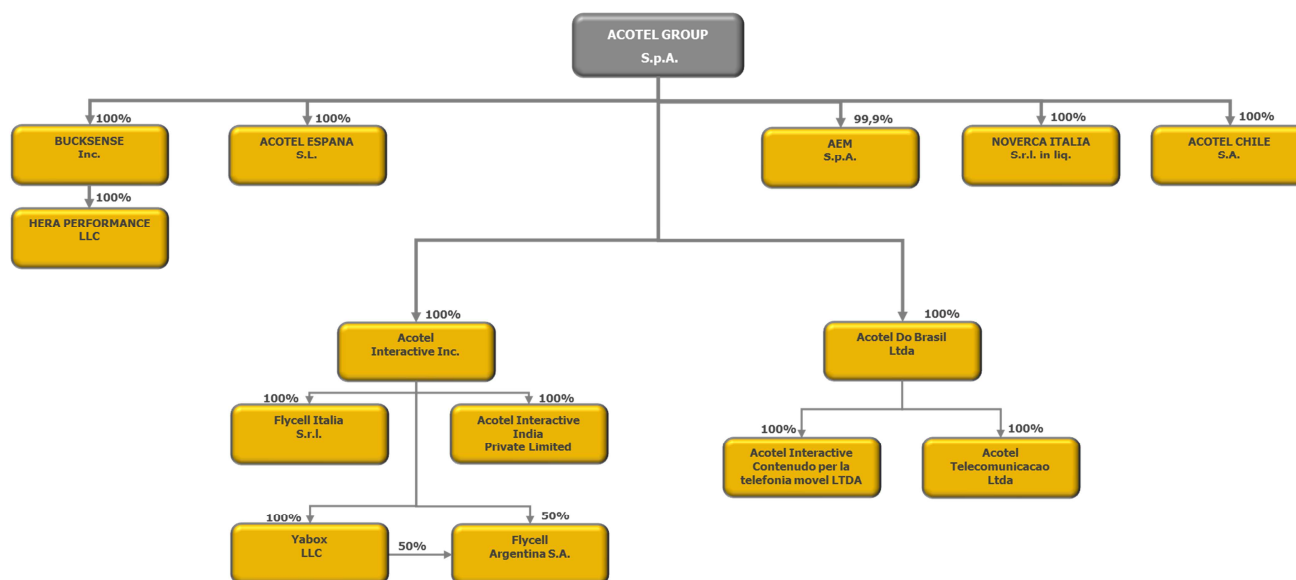 ACOTEL GROUP
S.p.A.
100%
100%
99,9%
100%
100%
BUCKSENSE
Inc.
ACOTEL ESPANA
S.L.
AEM
S.p.A.
NOVERCA ITALIA
S.r.l. in liq.
ACOTEL CHILE
S.A.
100%
HERA PERFORMANCE
LLC
100%
100%
Acotel
Interactive Inc.
Acotel Do Brasil
Ltda
100%
100%
Flycell Italia
S.r.l.
Acotel Interactive
India
Private Limited
100%
100%
Acotel Interactive
Contenudo per la
telefonia movel LTDA
Acotel
Telecomunicacao
Ltda
100%
50%
Yabox
LLC
50%
Flycell
Argentina S.A.